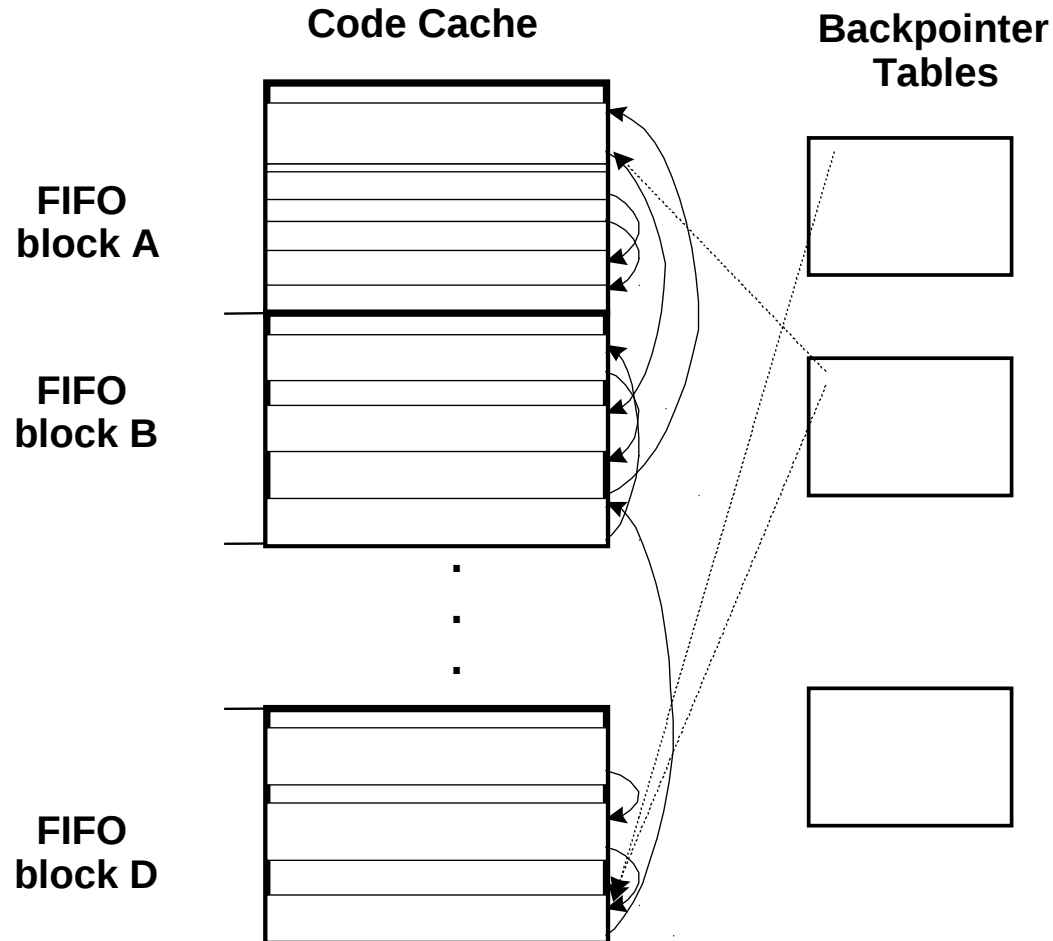 Code Cache
Backpointer
Tables
FIFO
block A
FIFO
block B
.
.
.
FIFO
block D